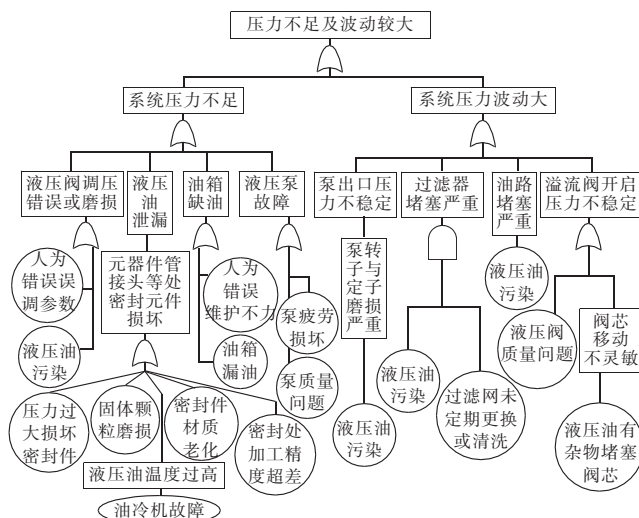 压力不足及波动较大
系统压力不足
系统压力波动大
液压阀调压
错误或磨损
液压
油
泄漏
油箱
缺油
液压泵
故障
泵出口压
力不稳定
过滤器
堵塞严重
油路
堵塞
严重
溢流阀开启
压力不稳定
人为
错误误
调参数
液压油
污染
元器件管
接头等处
密封元件
损坏
人为
错误
维护不力
油箱
漏油
泵疲劳
损坏
泵质量
问题
泵转
子与
定子
磨损
严重
液压油
污染
液压油
污染
过滤网未
定期更换
或清洗
液压油
污染
液压阀
质量问题
阀芯
移动
不灵敏
液压油有
杂物堵塞
阀芯
压力过
大损坏
密封件
固体颗
粒磨损
密封件
材质
老化
密封处
加工精
度超差
液压油温度过高
油冷机故障